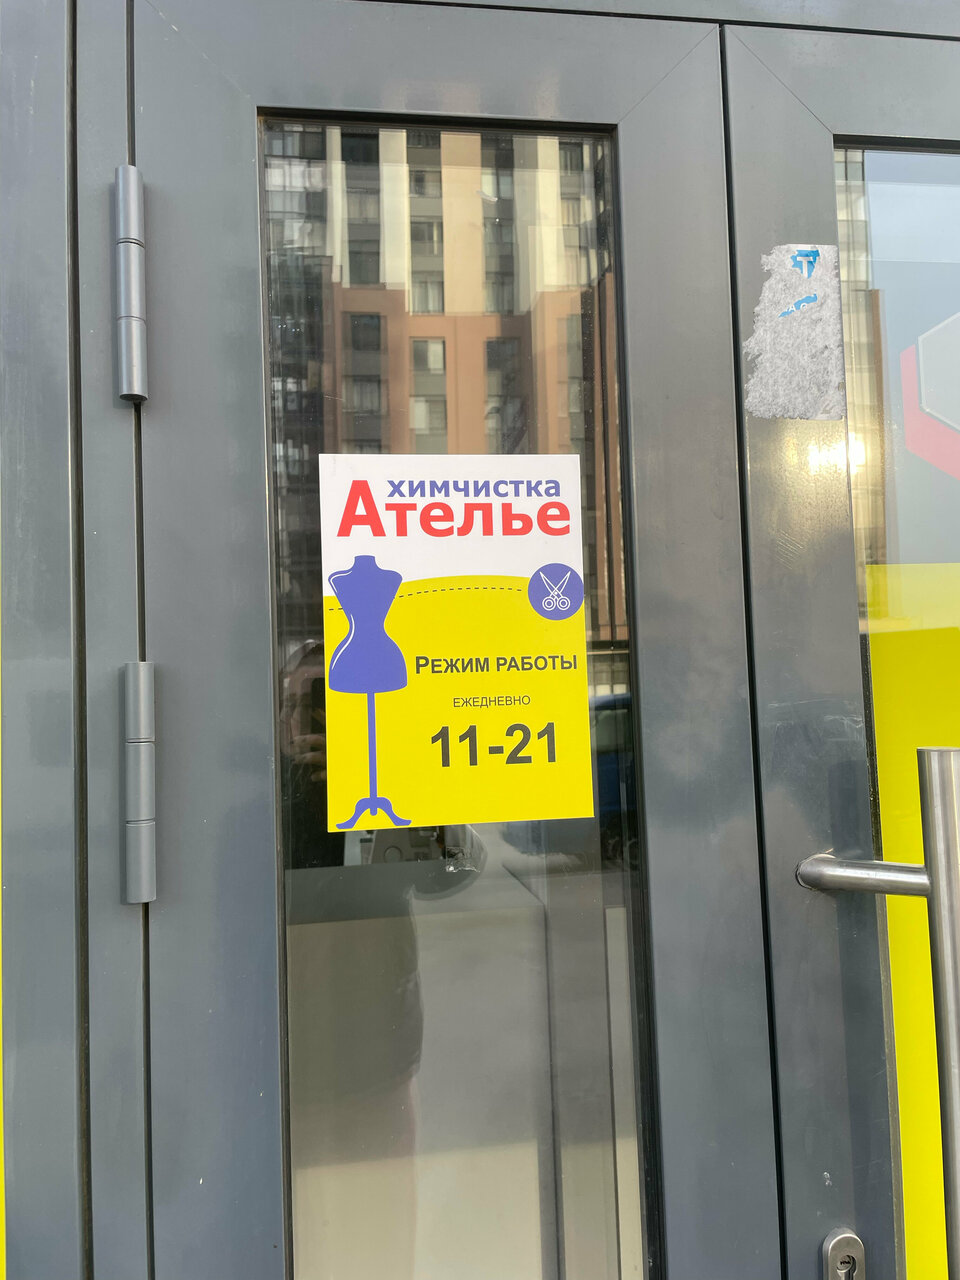 химчистка
Ателье
Режим работы
ежедневно
11-21